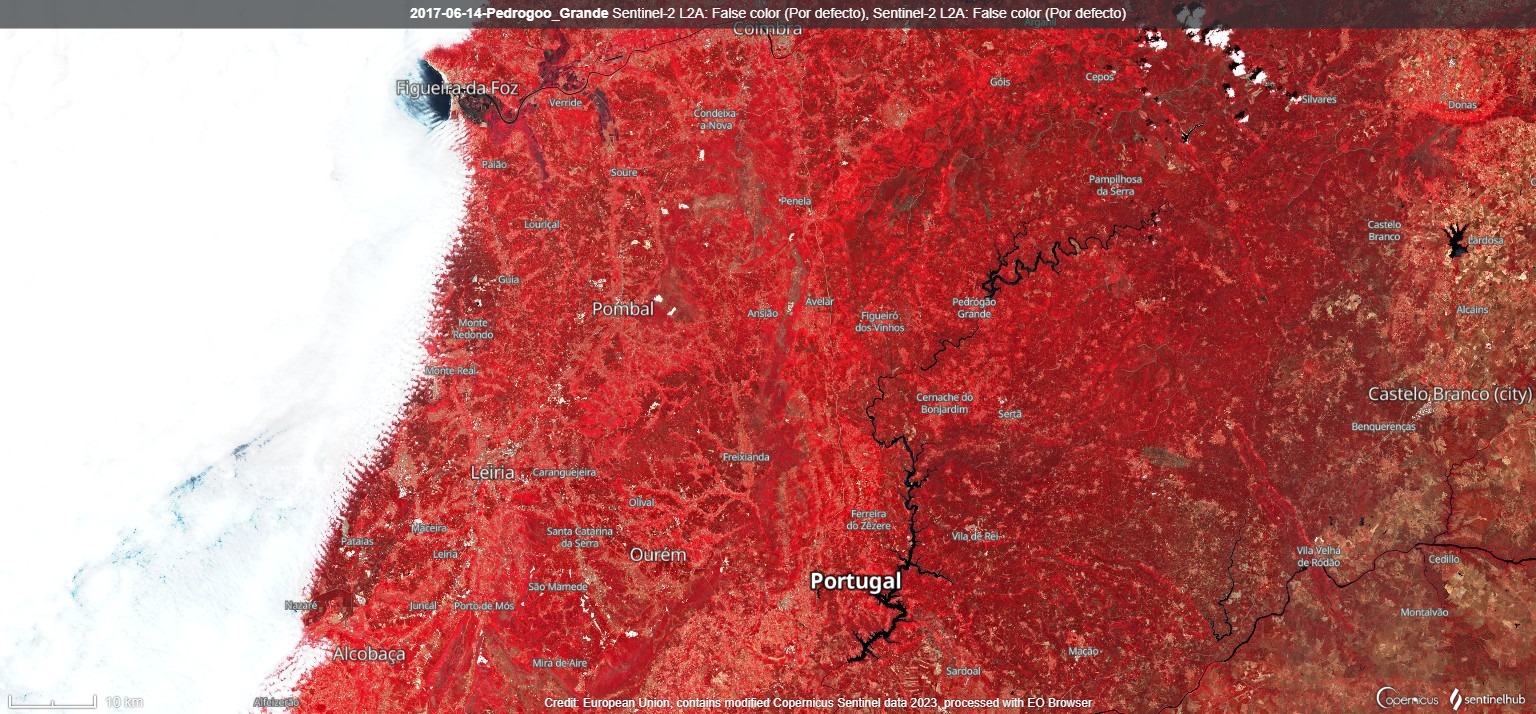 2017-06-14-Pedrogoo_Grande Sentinel-2 L2A: False color (Por defecto), Sentinel-2 L2A: False color (Por defecto)
Arganil
Coimbra
Góis
Cepos
Figueira da Foz
Verride
Silvares
Donas
Condeixa
a Nova
Paião
Soure
Pampilhosa
da Serra
Penela
Louriçal
Castelo
Branco
Lardosa
Guia
Pombal
Ansião
Avelar
Pedrógão
Grande
Figueiró
dos Vinhos
Alcains
Monte
Redondo
Monte Real
Cernache do
Bonjardim
Sertã
Castelo Branco (city)
Benquerenças
Freixianda
Leiria
Caranguejeira
Olival
Ferreira
do Zêzere
Maceira
Pataias
Leiria
Santa Catarina
da Serra
Ourém
Vila de Rei
Vila Velha
de Ródão
Cedillo
Portugal
São Mamede
Nazaré
Juncal
Porto de Mós
Montalvão
Alcobaça
Mira de Aire
Mação
Sardoal
Alfeizerão
10 km
Credit: European Union, contains modified Copernicus Sentinel data 2023, processed with EO Browser
Copernicus
sentinelhub